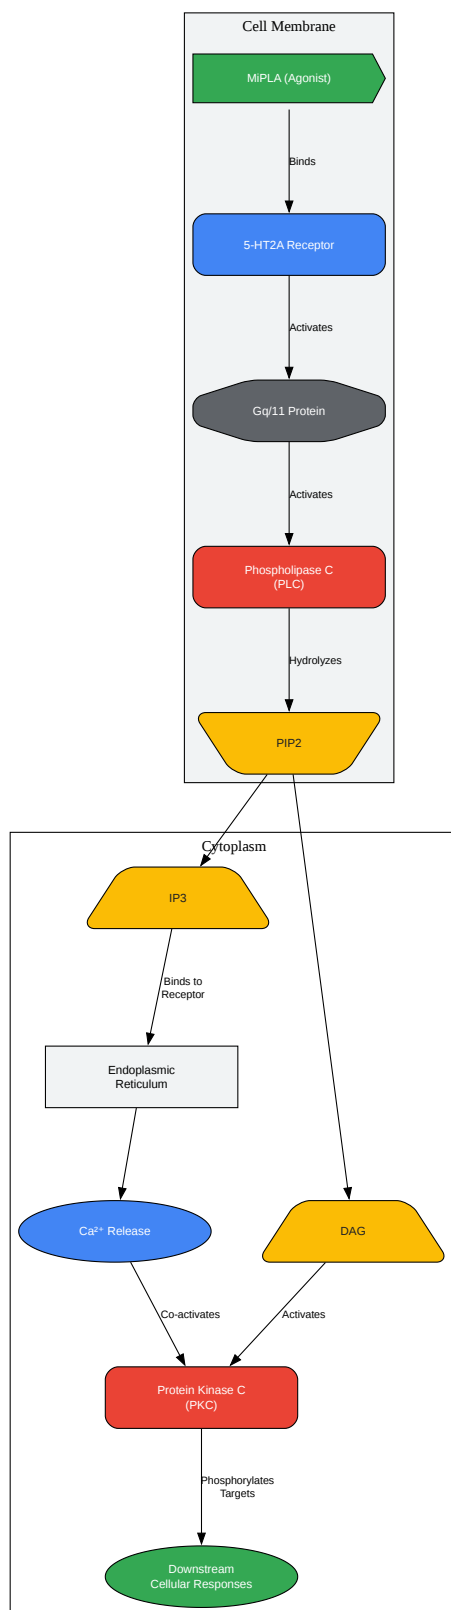 Cell Membrane
MiPLA (Agonist)
Binds
5-HT2A Receptor
Activates
Gq/11 Protein
Activates
Phospholipase C
(PLC)
Hydrolyzes
PIP2
Cytoplasm
IP3
Binds to
Receptor
Endoplasmic
Reticulum
Ca²⁺ Release
DAG
Co-activates
Activates
Protein Kinase C
(PKC)
Phosphorylates
Targets
Downstream
Cellular Responses